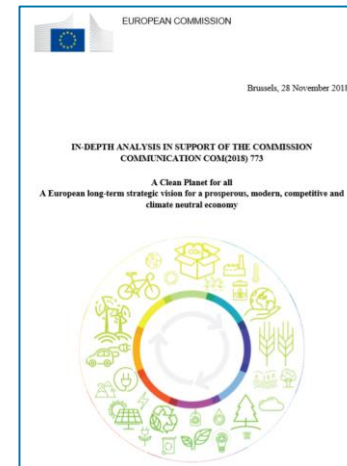 EUROPEAN COMMISSION
Brussels, 28 November 2018
IN-DEPTH ANALYSIS IN SUPPORT OF THE COMMISSION
COMMUNICATION COM(2018) 773
A Clean Planet for all
A European long-term strategic vision for a prosperous, modern, competitive and
climate neutral economy